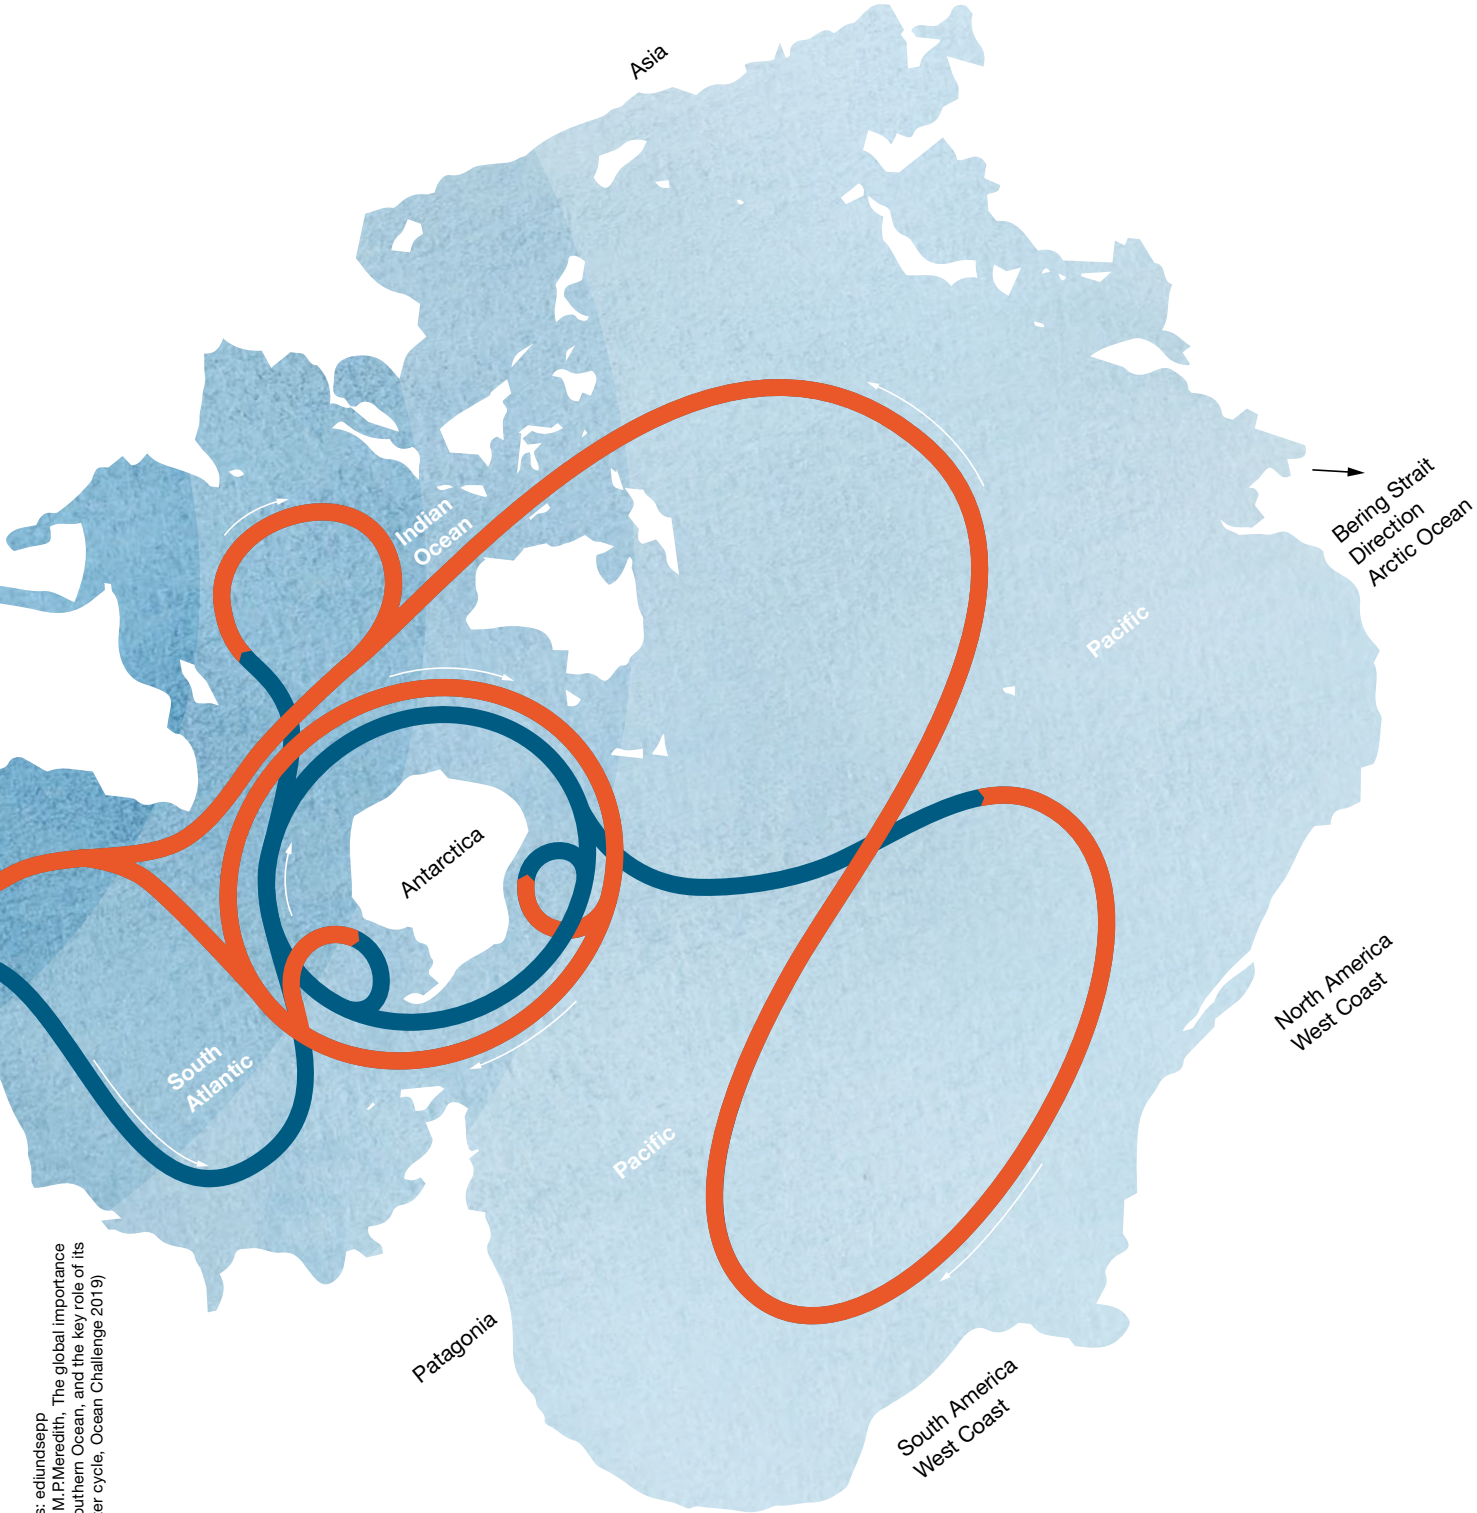 Asia
Indian
Ocean
Bering Strait
Direction
Arctic Ocean
Pacific
Antarctica
North America
West Coast
South
Atlantic
Pacific
Patagonia
South America
West Coast
s: ediundsepp
M.P.Meredith, The global importance
outhern Ocean, and the key role of its
er cycle, Ocean Challenge 2019)